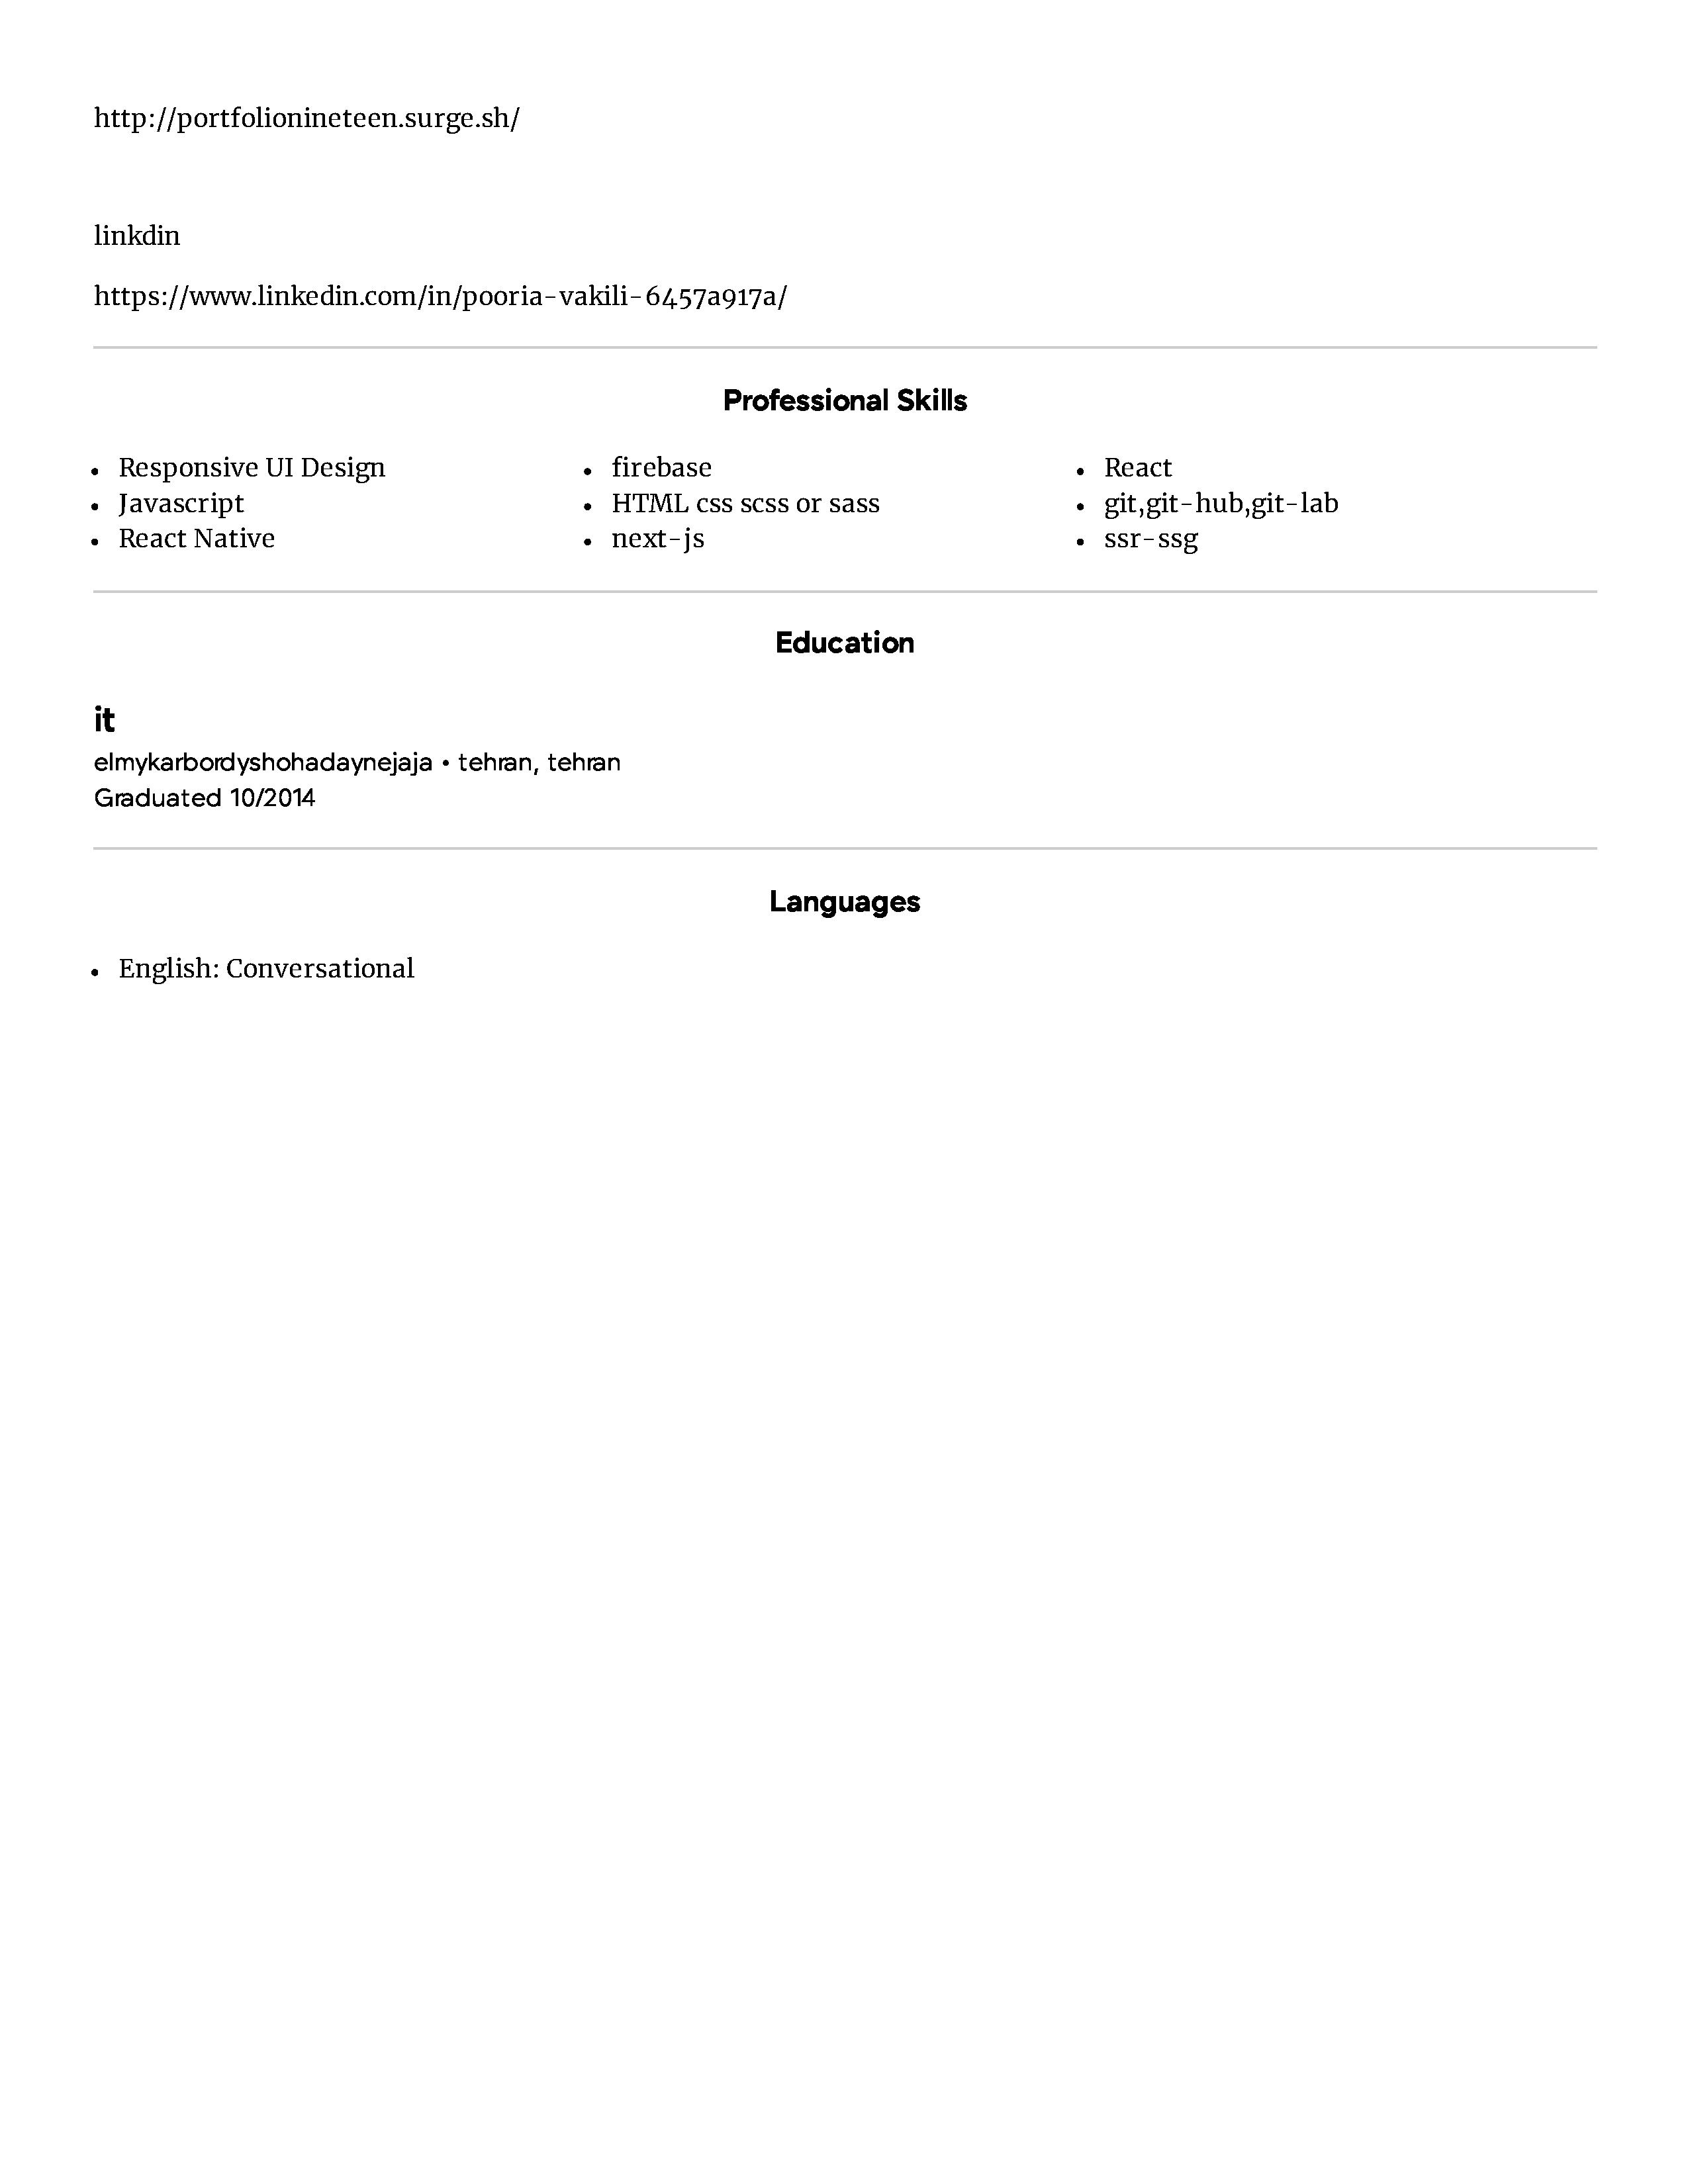 http://portfolionineteen.surge.sh/
linkdin
https://www.linkedin.com/in/pooria-vakili-6457a917a/
Professional Skills
• Responsive UI Design
• Javascript
• React Native
• firebase
• HTML css scss or sass
• next-js
• React
• git,git-hub,git-lab
• ssr-ssg
Education
it
elmykarbordyshohadaynejaja • tehran, tehran
Graduated 10/2014
Languages
• English: Conversational